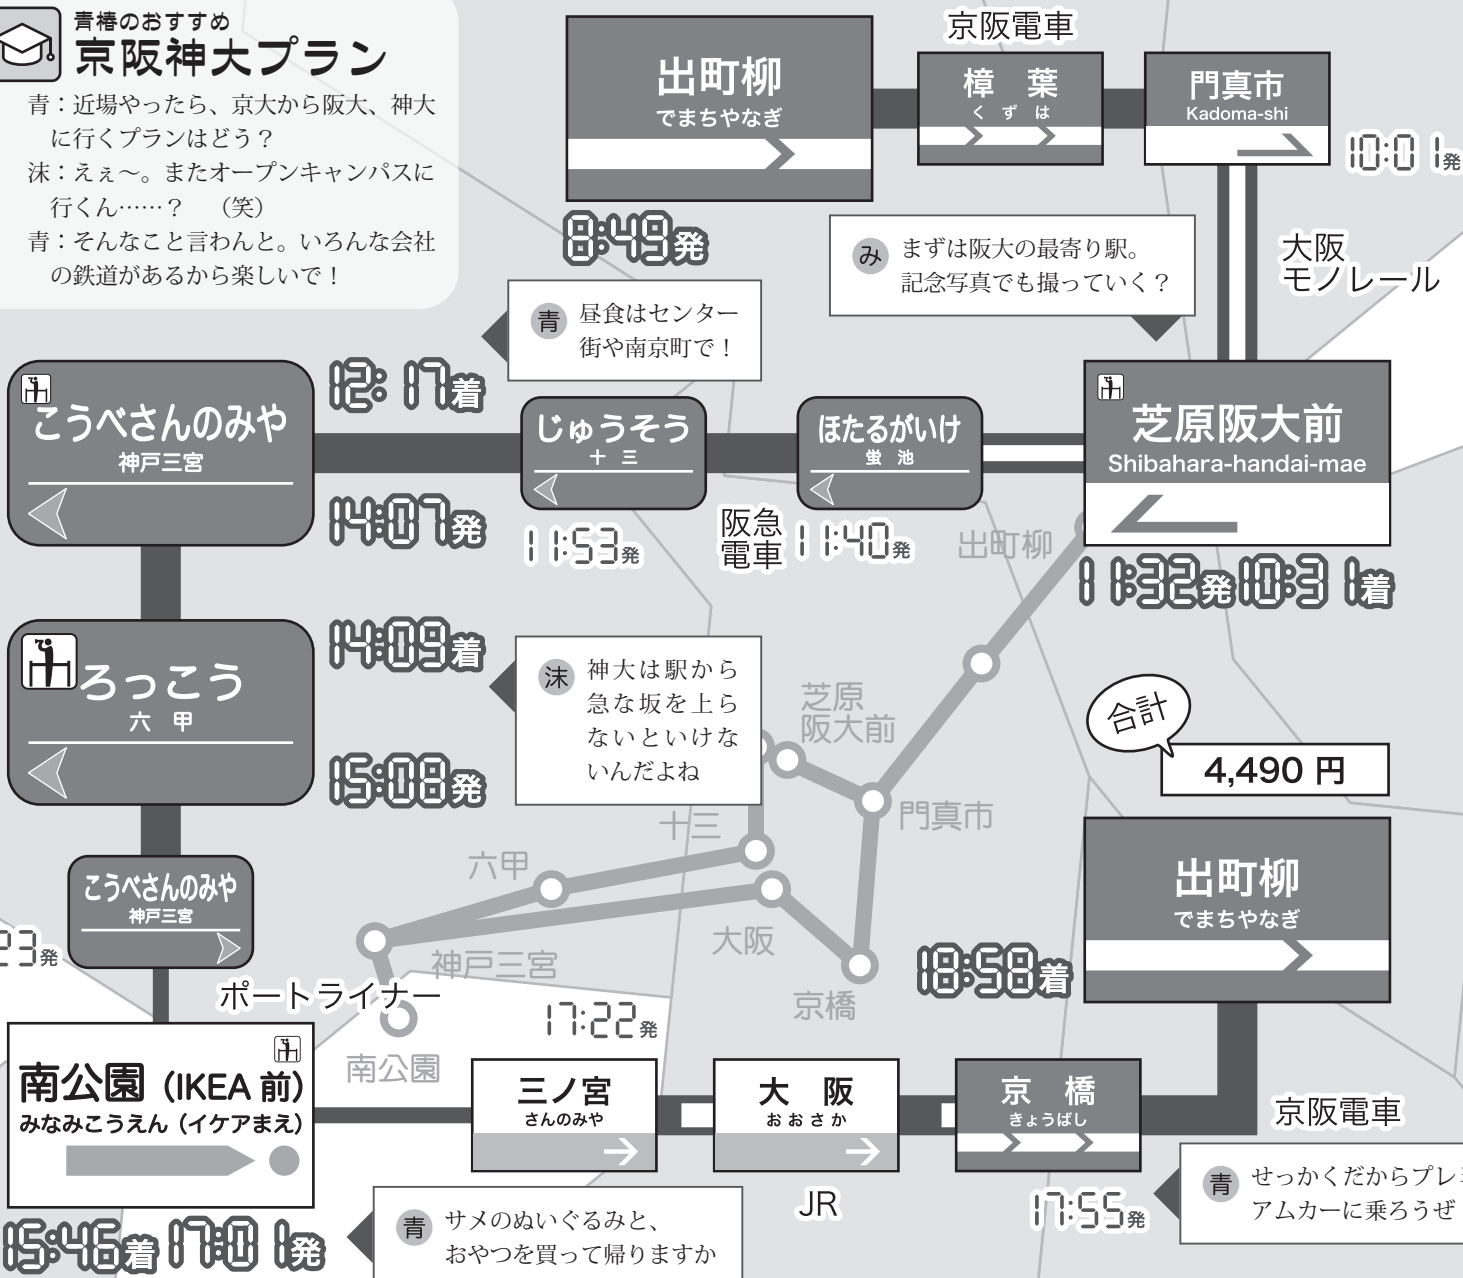 青椿のおすすめ
京阪神大プラン
青：近場やったら、京大から阪大、神大
に行くプランはどう？
沫：えぇ～。またオープンキャンパスに
行くん……？　（笑）
青：そんなこと言わんと。いろんな会社
の鉄道があるから楽しいで！
出町柳
でまちやなぎ
8:49発
京阪電車
樟　葉
く　ず　は
門真市
Kadoma-shi
10:01発
大阪
モノレール
み　まずは阪大の最寄り駅。
記念写真でも撮っていく？
芝原阪大前
Shibahara-handai-mae
11:32発10:31着
ほたるがいけ
蛍　池
11:40発
阪急
電車
じゅうそう
十　三
11:53発
青　昼食はセンター
街や南京町で！
こうべさんのみや
神戸三宮
12:17着
14:07発
ろっこう
六　甲
14:09着
15:08発
沫　神大は駅から
急な坂を上ら
ないといけな
いんだよね
こうべさんのみや
神戸三宮
23発
ポートライナー
南公園（IKEA 前）
みなみこうえん（イケアまえ）
15:46着 17:01発
青　サメのぬいぐるみと、
おやつを買って帰りますか
三ノ宮
さんのみや
17:22発
大　阪
お お さ か
JR
京　橋
きょうばし
17:55発
京阪電車
青　せっかくだからプレミ
アムカーに乗ろうぜ
出町柳
でまちやなぎ
18:58着
合計
4,490 円
出町柳
芝原
阪大前
門真市
十三
六甲
大阪
神戸三宮
京橋
南公園